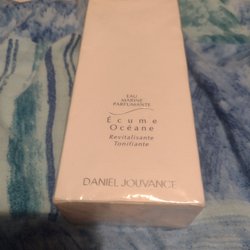 EAU
MARINE
PARFUMANTE
Écume
Océane
Revitalisante
Tonifiante
DANIEL JOUVANCE